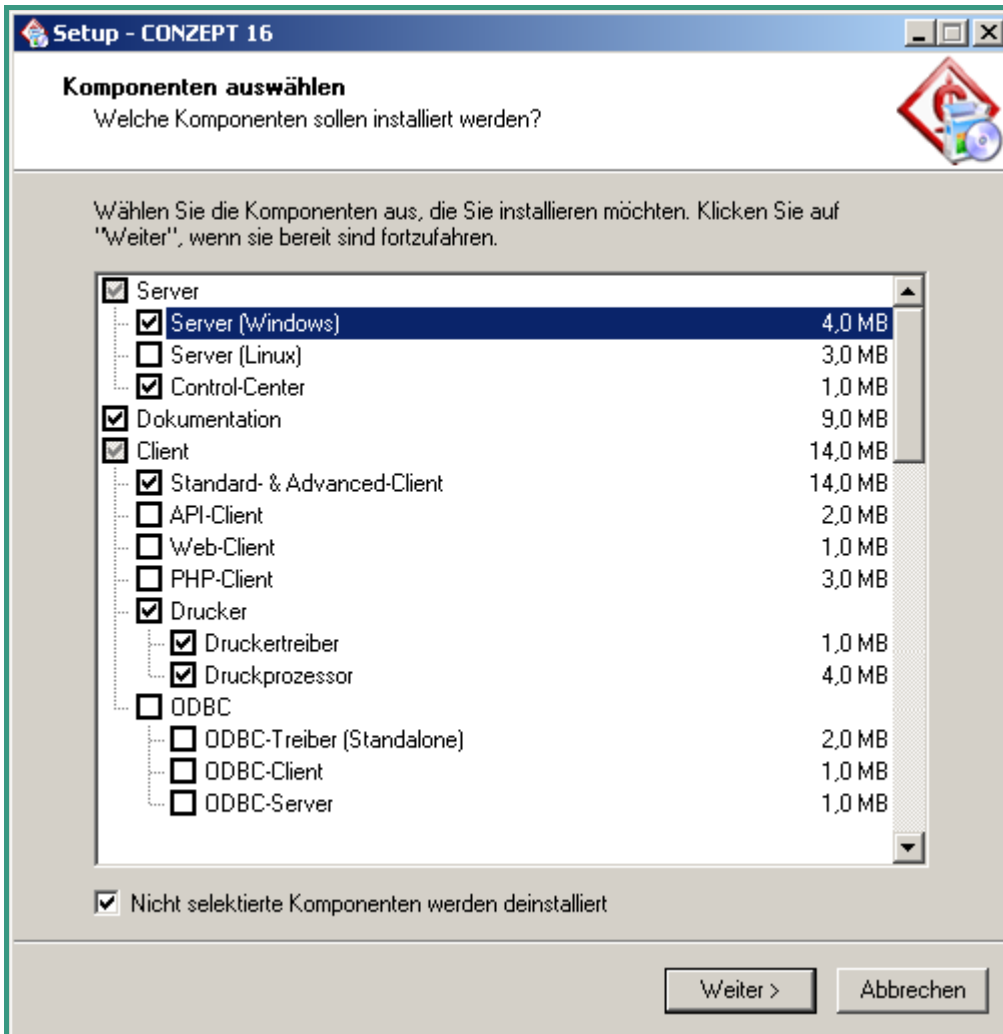 Setup - CONZEPT 16
Komponenten auswählen
Welche Komponenten sollen installiert werden?
Wählen Sie die Komponenten aus, die Sie installieren möchten. Klicken Sie auf
"Weiter", wenn sie bereit sind fortzufahren.
Server
Server (Windows) 4,0 MB
Server (Linux) 3,0 MB
Control-Center 1,0 MB
Dokumentation 9,0 MB
Client 14,0 MB
Standard- & Advanced-Client 14,0 MB
API-Client 2,0 MB
Web-Client 1,0 MB
PHP-Client 3,0 MB
Drucker
Druckertreiber 1,0 MB
Druckprozessor 4,0 MB
ODBC
ODBC-Treiber (Standalone) 2,0 MB
ODBC-Client 1,0 MB
ODBC-Server 1,0 MB
Nicht selektierte Komponenten werden deinstalliert
Weiter > Abbrechen